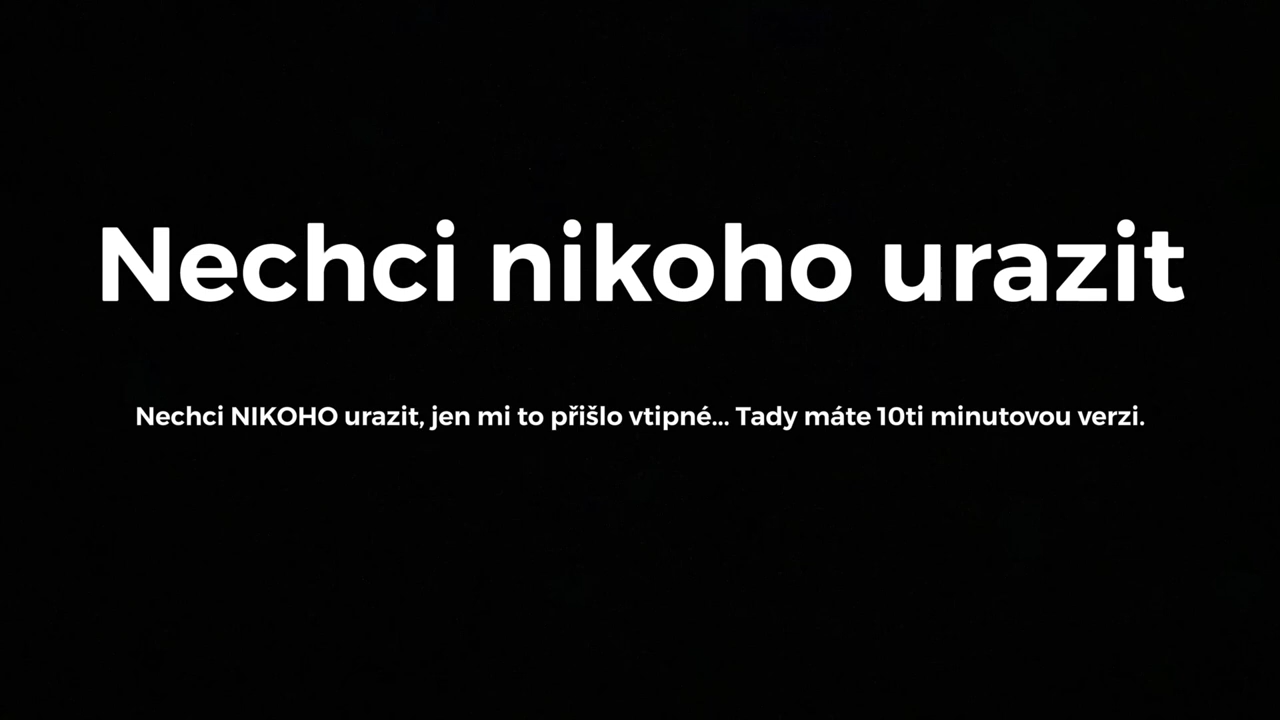 Nechci nikoho urazit
Nechci NIKOHO urazit, jen mi to přišlo vtipné... Tady máte 10ti minutovou verzi.